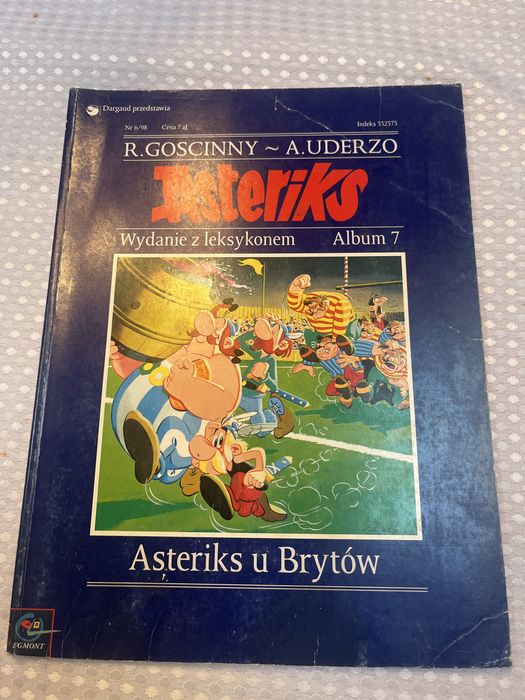 Dargaud przedstawia
Nr 6/98 Cena 7 zł Indeks 352373
R. GOSCINNY ~ A. UDERZO
Asteriks
Wydanie z leksykonem Album 7
Asteriks u Brytów
EGMONT